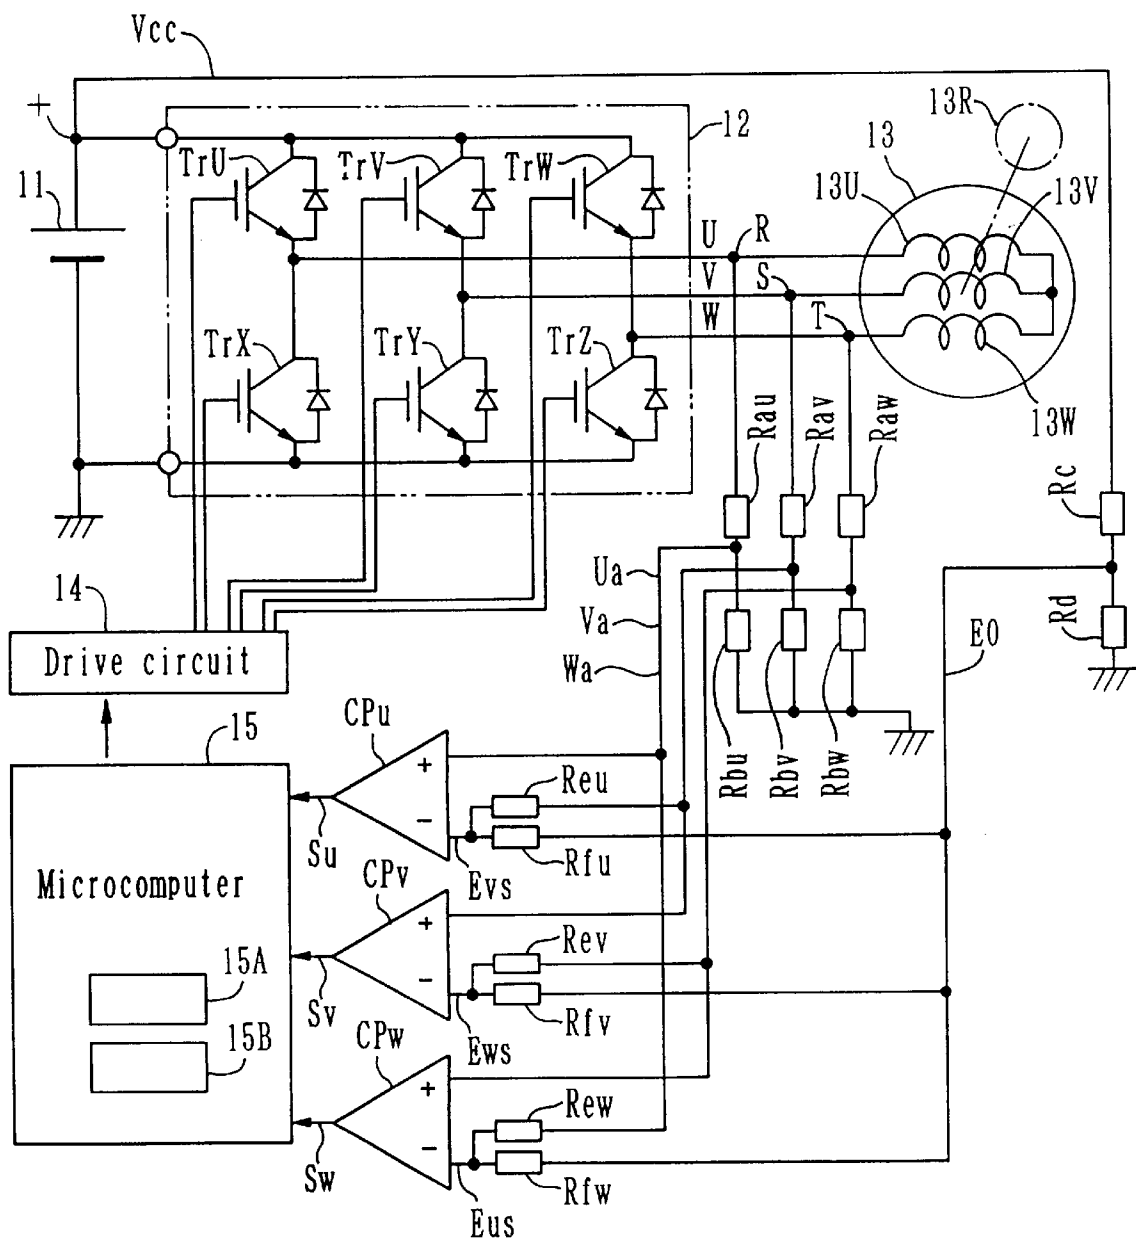 Vcc
+
12
13R
13
TrU
TrV
TrW
11
13U
13V
U
R
V
S
W
T
TrX
TrY
TrZ
13W
Rau
Rav
Raw
Rc
Ua
14
Va
Rd
E0
Drive circuit
Wa
CPu
15
Rbu
Rbv
Rbw
+
Reu
−
Su
Rfu
Evs
CPv
Microcomputer
+
Rev
15A
−
Sv
Rfv
CPw
Ews
15B
+
Rew
−
Sw
Rfw
Eus